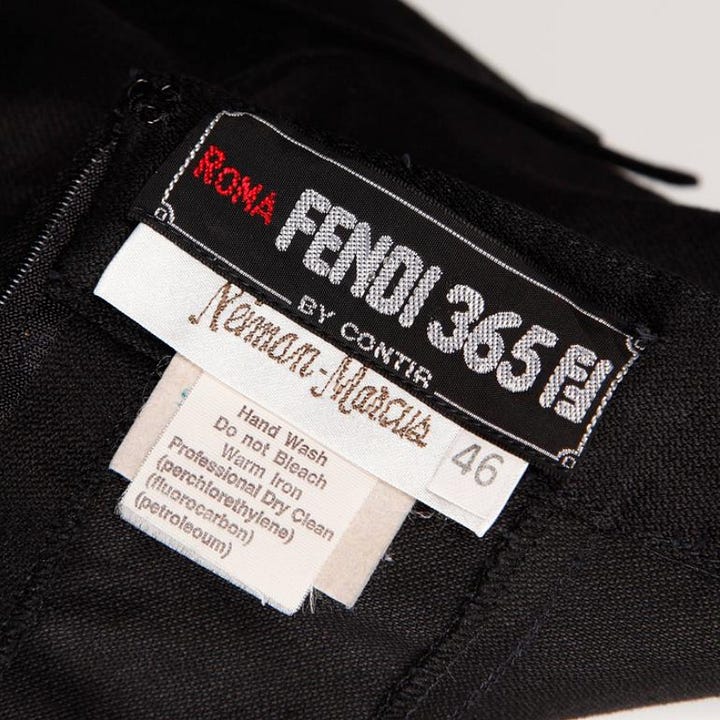 ROMA FENDI 365
BY CONTIR
Neiman-Marcus
46
Hand Wash
Do not Bleach
Warm Iron
Professional Dry Clean
(perchlorethylene)
(fluorocarbon)
(petroleoum)